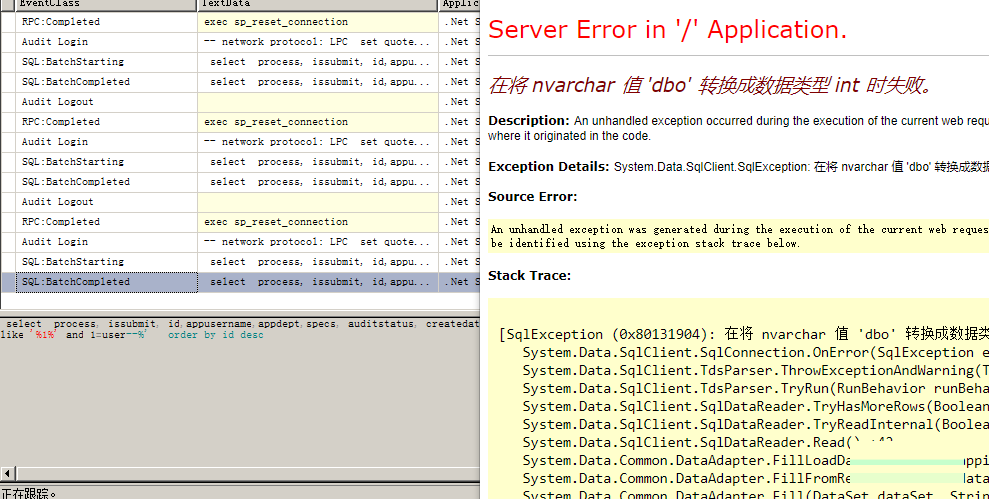 EventClass TextData Applic
RPC:Completed exec sp_reset_connection .Net S
Audit Login -- network protocol: LPC set quote... .Net S
SQL:BatchStarting select process, issubmit, id,appu... .Net S
SQL:BatchCompleted select process, issubmit, id,appu... .Net S
Audit Logout .Net S
RPC:Completed exec sp_reset_connection .Net S
Audit Login -- network protocol: LPC set quote... .Net S
SQL:BatchStarting select process, issubmit, id,appu... .Net S
SQL:BatchCompleted select process, issubmit, id,appu... .Net S
Audit Logout .Net S
RPC:Completed exec sp_reset_connection .Net S
Audit Login -- network protocol: LPC set quote... .Net S
SQL:BatchStarting select process, issubmit, id,appu... .Net S
SQL:BatchCompleted select process, issubmit, id,appu... .Net S
select process, issubmit, id,appusername,appdept,specs, auditstatus, createdat
like '%1%' and 1=user--%' order by id desc
正在跟踪。
Server Error in '/' Application.
在将 nvarchar 值 'dbo' 转换成数据类型 int 时失败。
Description: An unhandled exception occurred during the execution of the current web requ
where it originated in the code.
Exception Details: System.Data.SqlClient.SqlException: 在将 nvarchar 值 'dbo' 转换成数据
Source Error:
An unhandled exception was generated during the execution of the current web reques
be identified using the exception stack trace below.
Stack Trace:
[SqlException (0x80131904): 在将 nvarchar 值 'dbo' 转换成数据类
System.Data.SqlClient.SqlConnection.OnError(SqlException e
System.Data.SqlClient.TdsParser.ThrowExceptionAndWarning(T
System.Data.SqlClient.TdsParser.TryRun(RunBehavior runBeha
System.Data.SqlClient.SqlDataReader.TryHasMoreRows(Boolean
System.Data.SqlClient.SqlDataReader.TryReadInternal(Boolea
System.Data.SqlClient.SqlDataReader.Read()
System.Data.Common.DataAdapter.FillLoadDa appi
System.Data.Common.DataAdapter.FillFromRe data
System.Data.Common.DataAdapter.Fill(DataSet dataSet, Strin